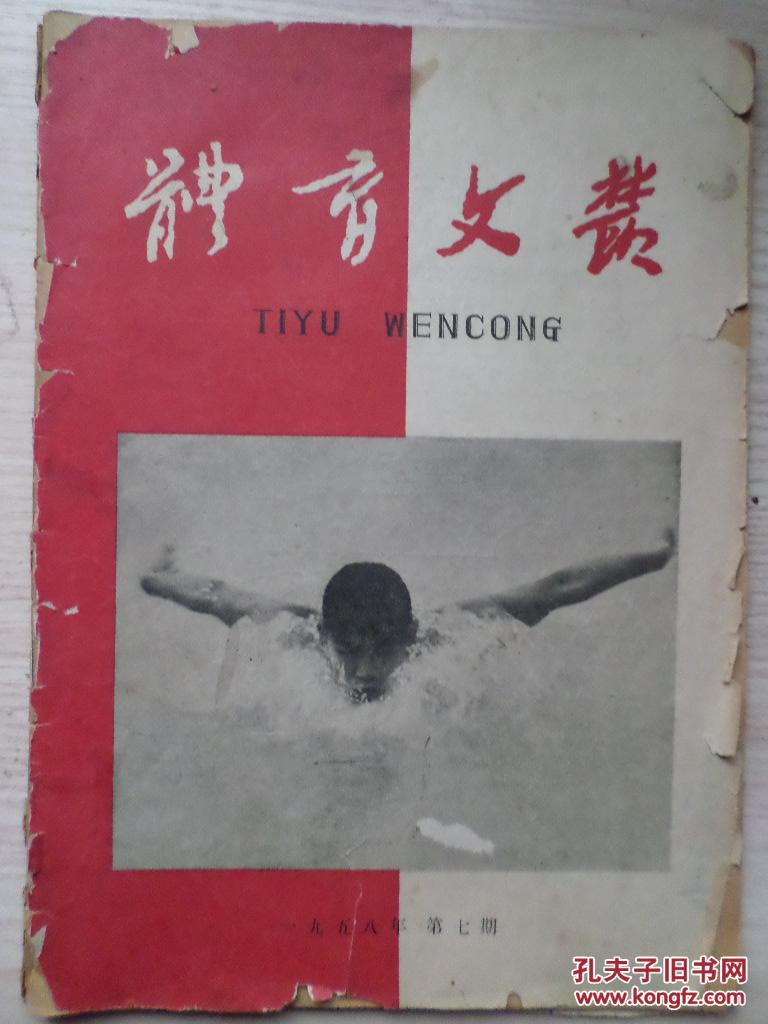 體育文叢
TIYU WENCONG
一九五八年 第七期
孔夫子旧书网
www.kongfz.com